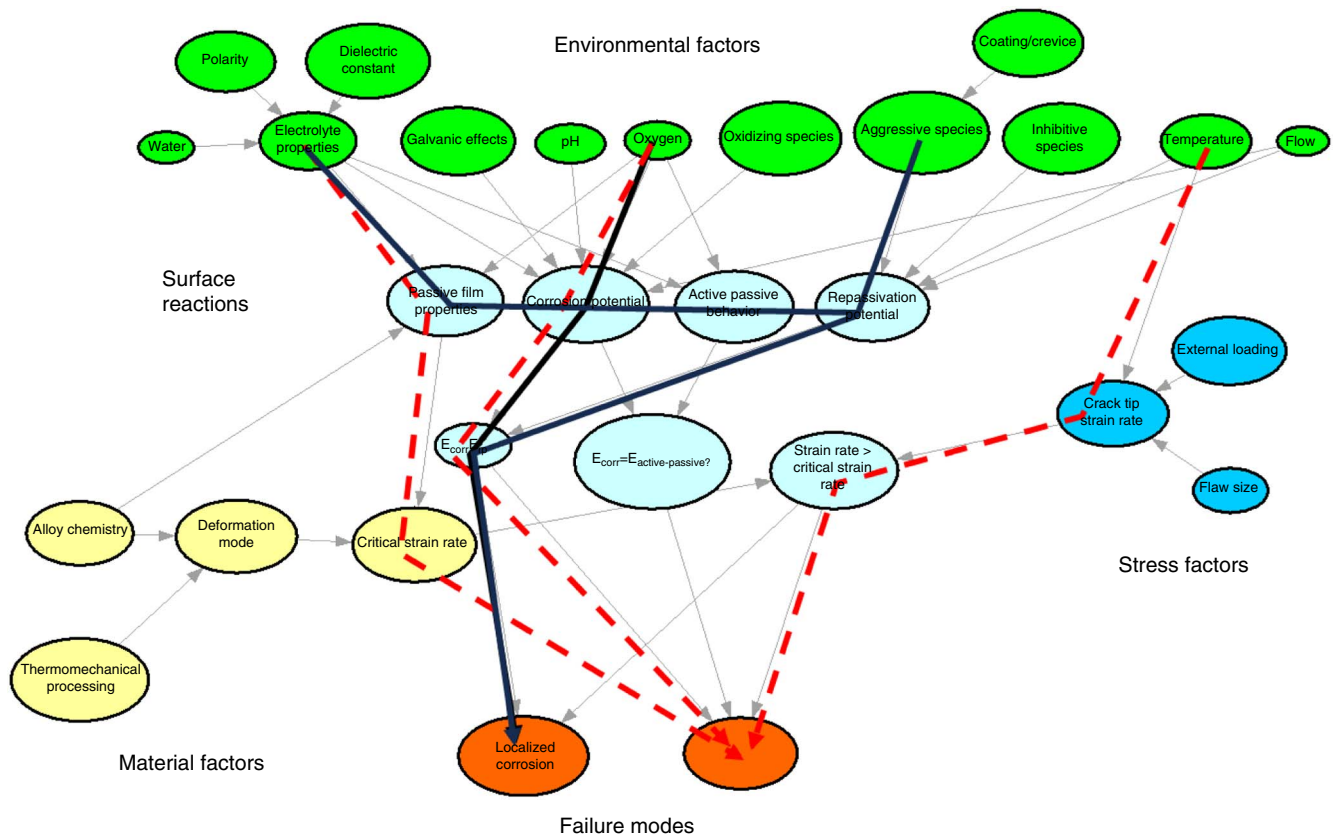 Environmental factors
Coating/crevice
Polarity
Dielectric
constant
Water
Electrolyte
properties
Galvanic effects
pH
Oxygen
Oxidizing species
Aggressive species
Inhibitive
species
Temperature
Flow
Surface
reactions
Passive film
properties
Corrosion potential
Active passive
behavior
Repassivation
potential
External loading
Crack tip
strain rate
Flaw size
Stress factors
Ecorr
Ecorr=Eactive-passive?
Strain rate >
critical strain
rate
Alloy chemistry
Deformation
mode
Critical strain rate
Thermomechanical
processing
Material factors
Localized
corrosion
Failure modes